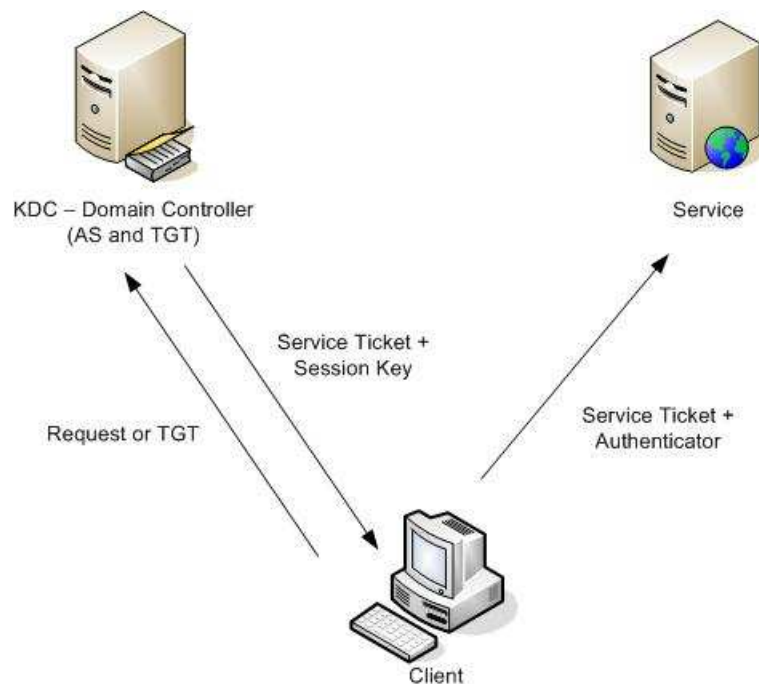 KDC – Domain Controller
(AS and TGT)
Service
Service Ticket +
Session Key
Request or TGT
Service Ticket +
Authenticator
Client